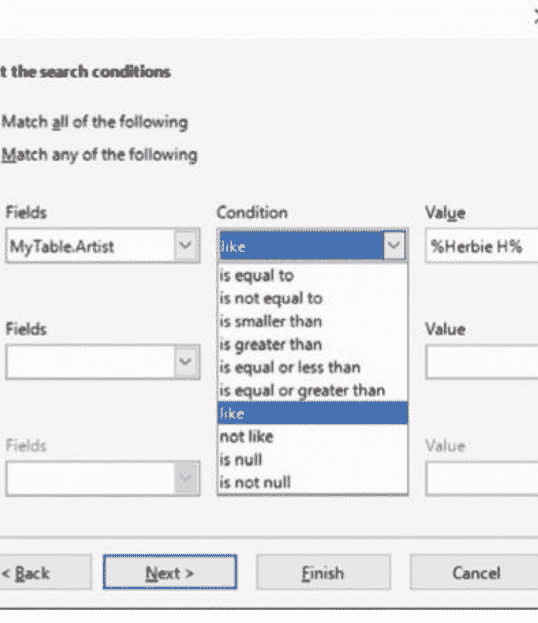 t the search conditions
Match all of the following
Match any of the following
Fields Condition Value
MyTable.Artist like %Herbie H%
is equal to
is not equal to
is smaller than
Fields Value
is greater than
is equal or less than
is equal or greater than
like
not like
Fields Value
is null
is not null
< Back Next > Finish Cancel